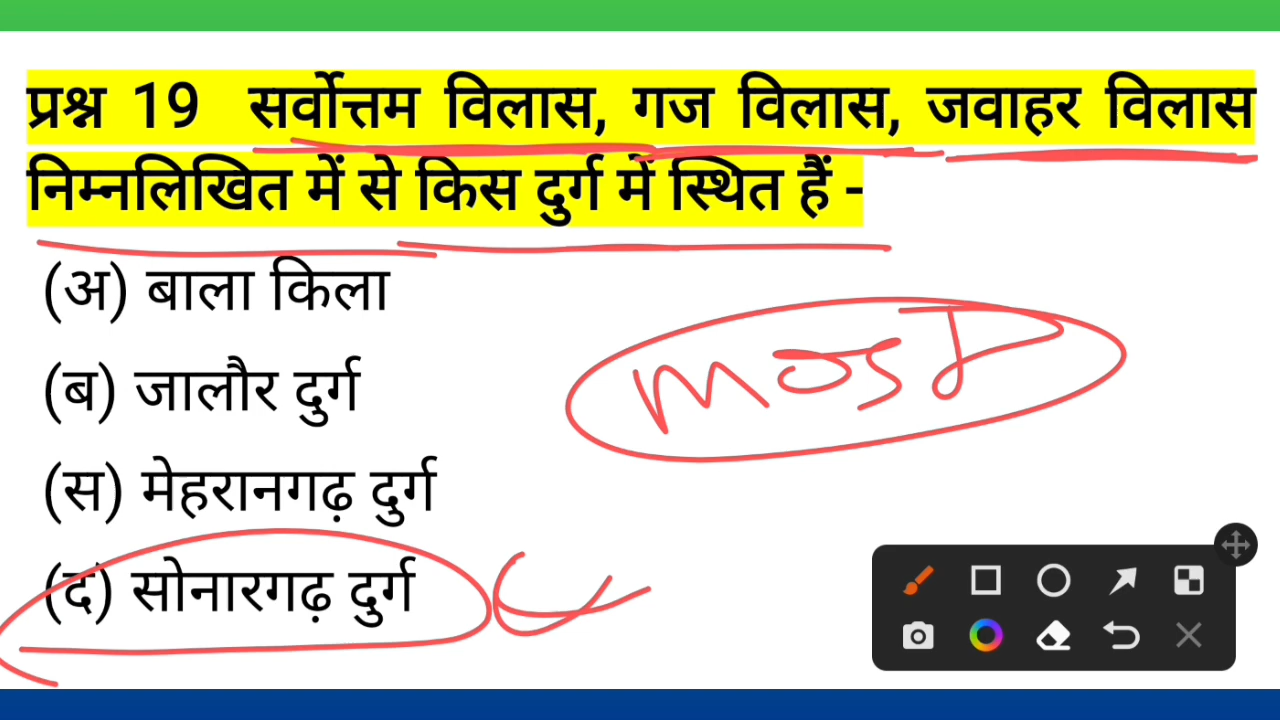 प्रश्न 19 सर्वोत्तम विलास, गज विलास, जवाहर विलास
निम्नलिखित में से किस दुर्ग में स्थित हैं -
(अ) बाला किला
(ब) जालौर दुर्ग
(स) मेहरानगढ़ दुर्ग
(द) सोनारगढ़ दुर्ग
most